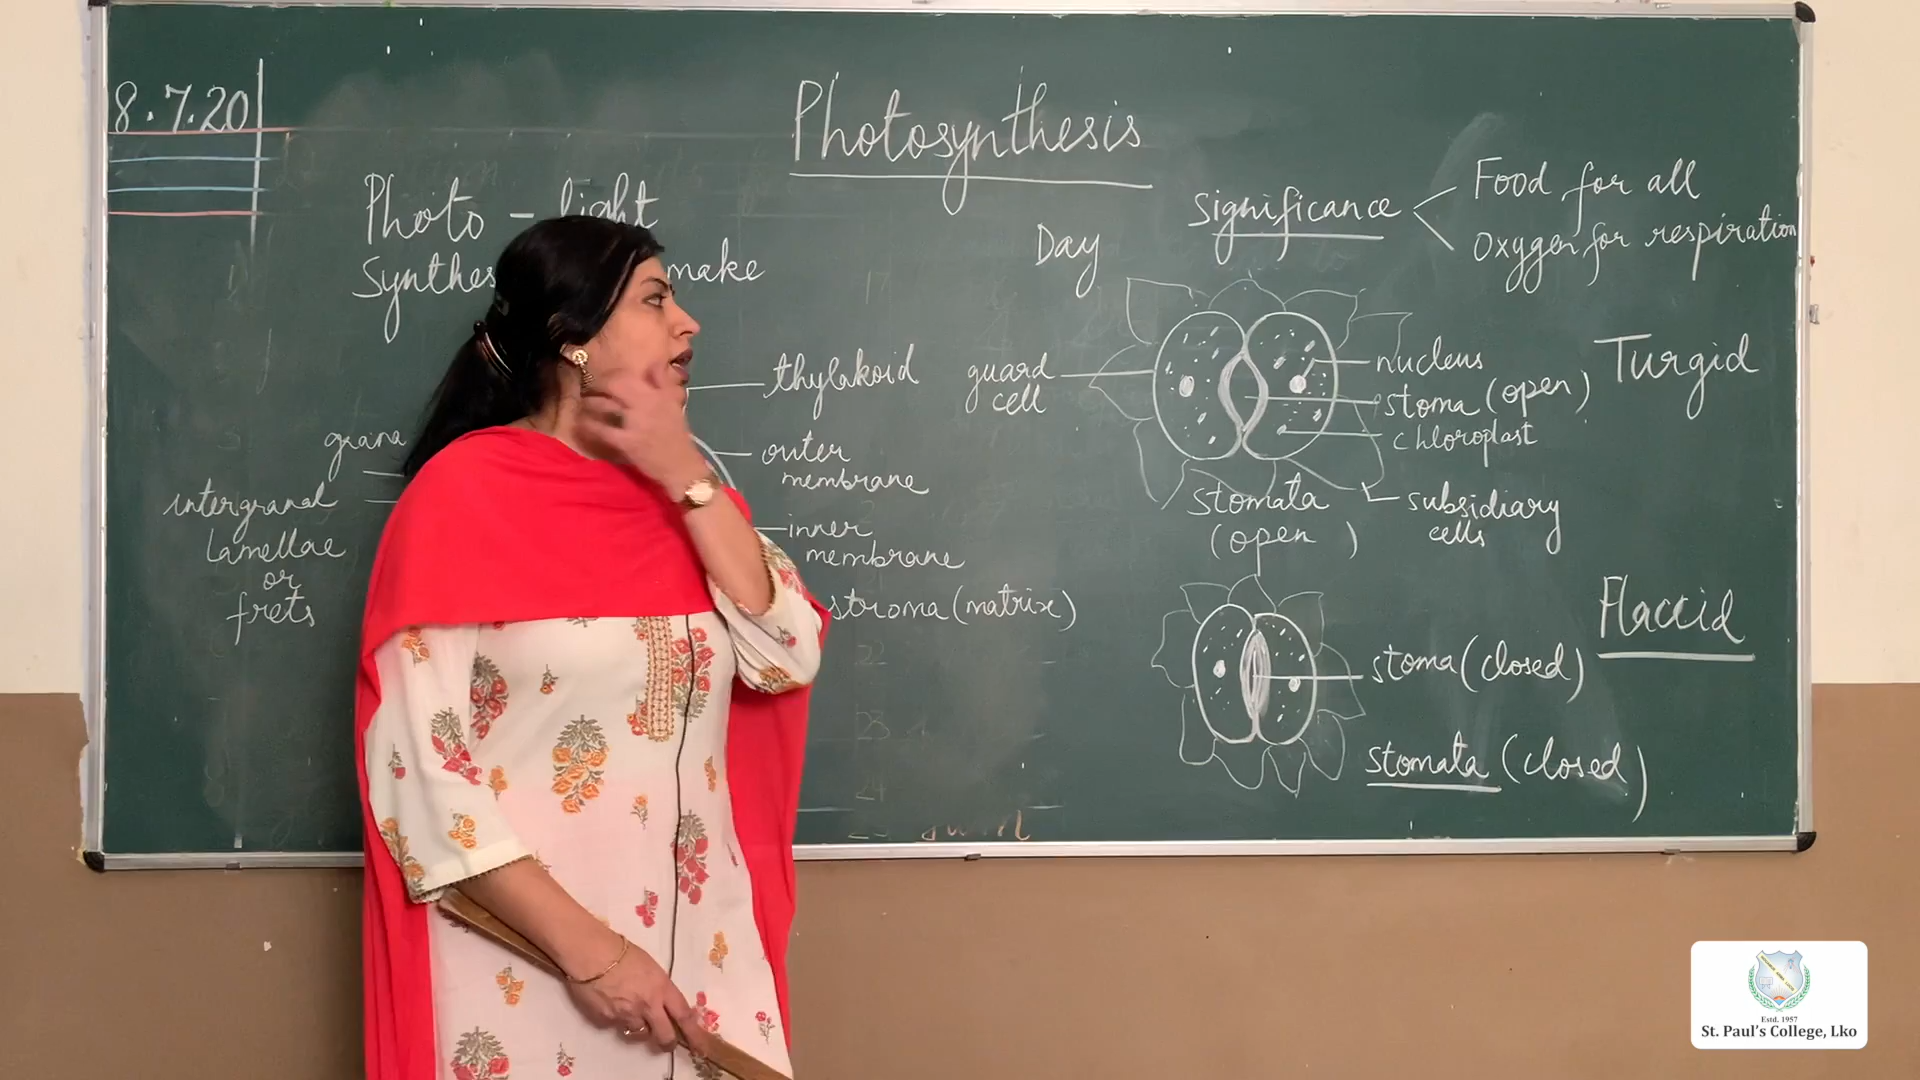 8.7.20
Photosynthesis
Photo - light
Synthes make
Significance
Food for all
Oxygen for respiration
Day
thylakoid
outer
membrane
inner
membrane
stroma (matrix)
grana
intergranal
lamellae
or
frets
guard
cell
nucleus
stoma (open)
chloroplast
Turgid
subsidiary
cells
Stomata
(open)
Flaccid
stoma (closed)
stomata (closed)
Estd. 1957
St. Paul's College, Lko